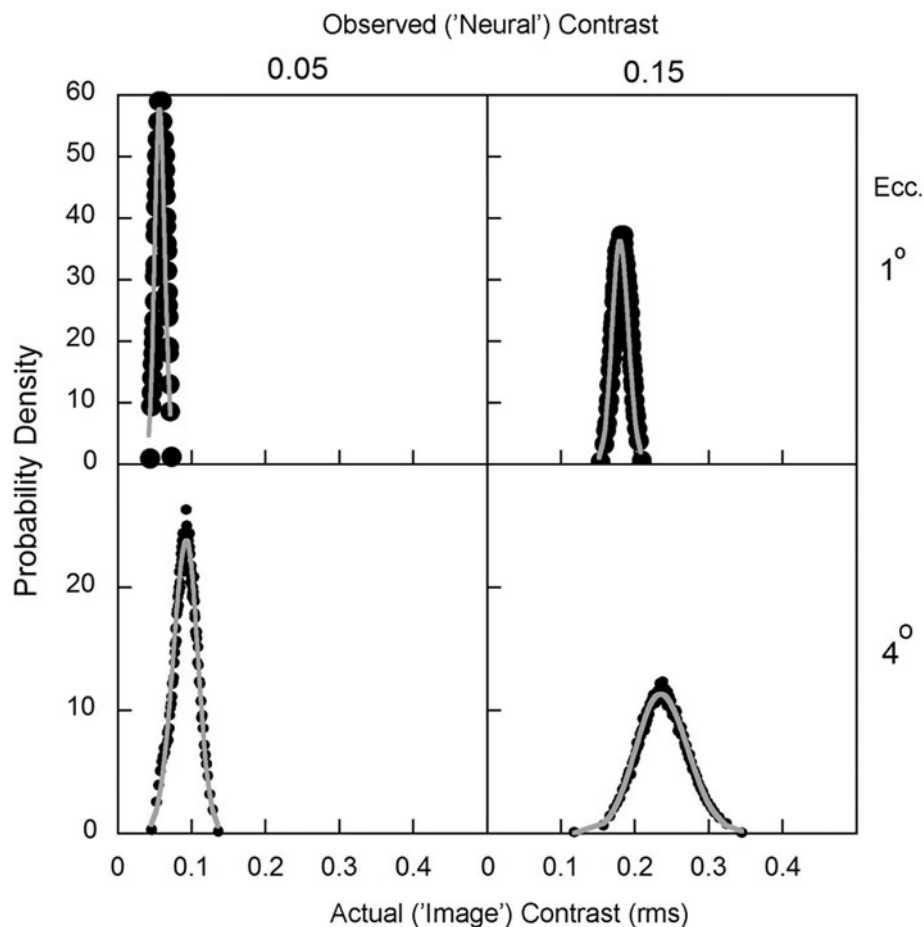 Observed ('Neural') Contrast
0.05 0.15
60
50
40
30
20
10
0
Ecc.
1o
Probability Density
20
10
0
4o
0 0.1 0.2 0.3 0.4 0 0.1 0.2 0.3 0.4
Actual ('Image') Contrast (rms)